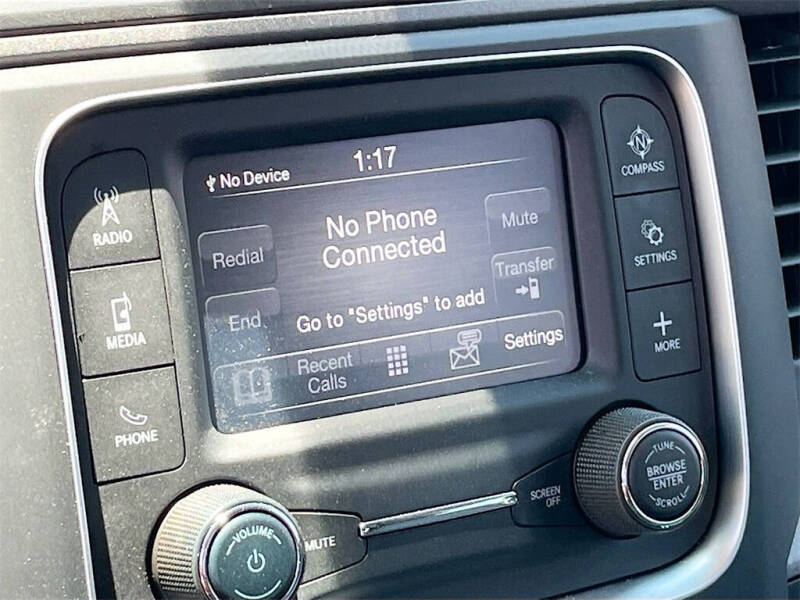 RADIO
MEDIA
PHONE
No Device
1:17
No Phone
Connected
Redial
Mute
End
Transfer
Go to "Settings" to add
Recent
Calls
Settings
N
COMPASS
SETTINGS
MORE
VOLUME
MUTE
SCREEN
OFF
TUNE
BROWSE
ENTER
SCROLL